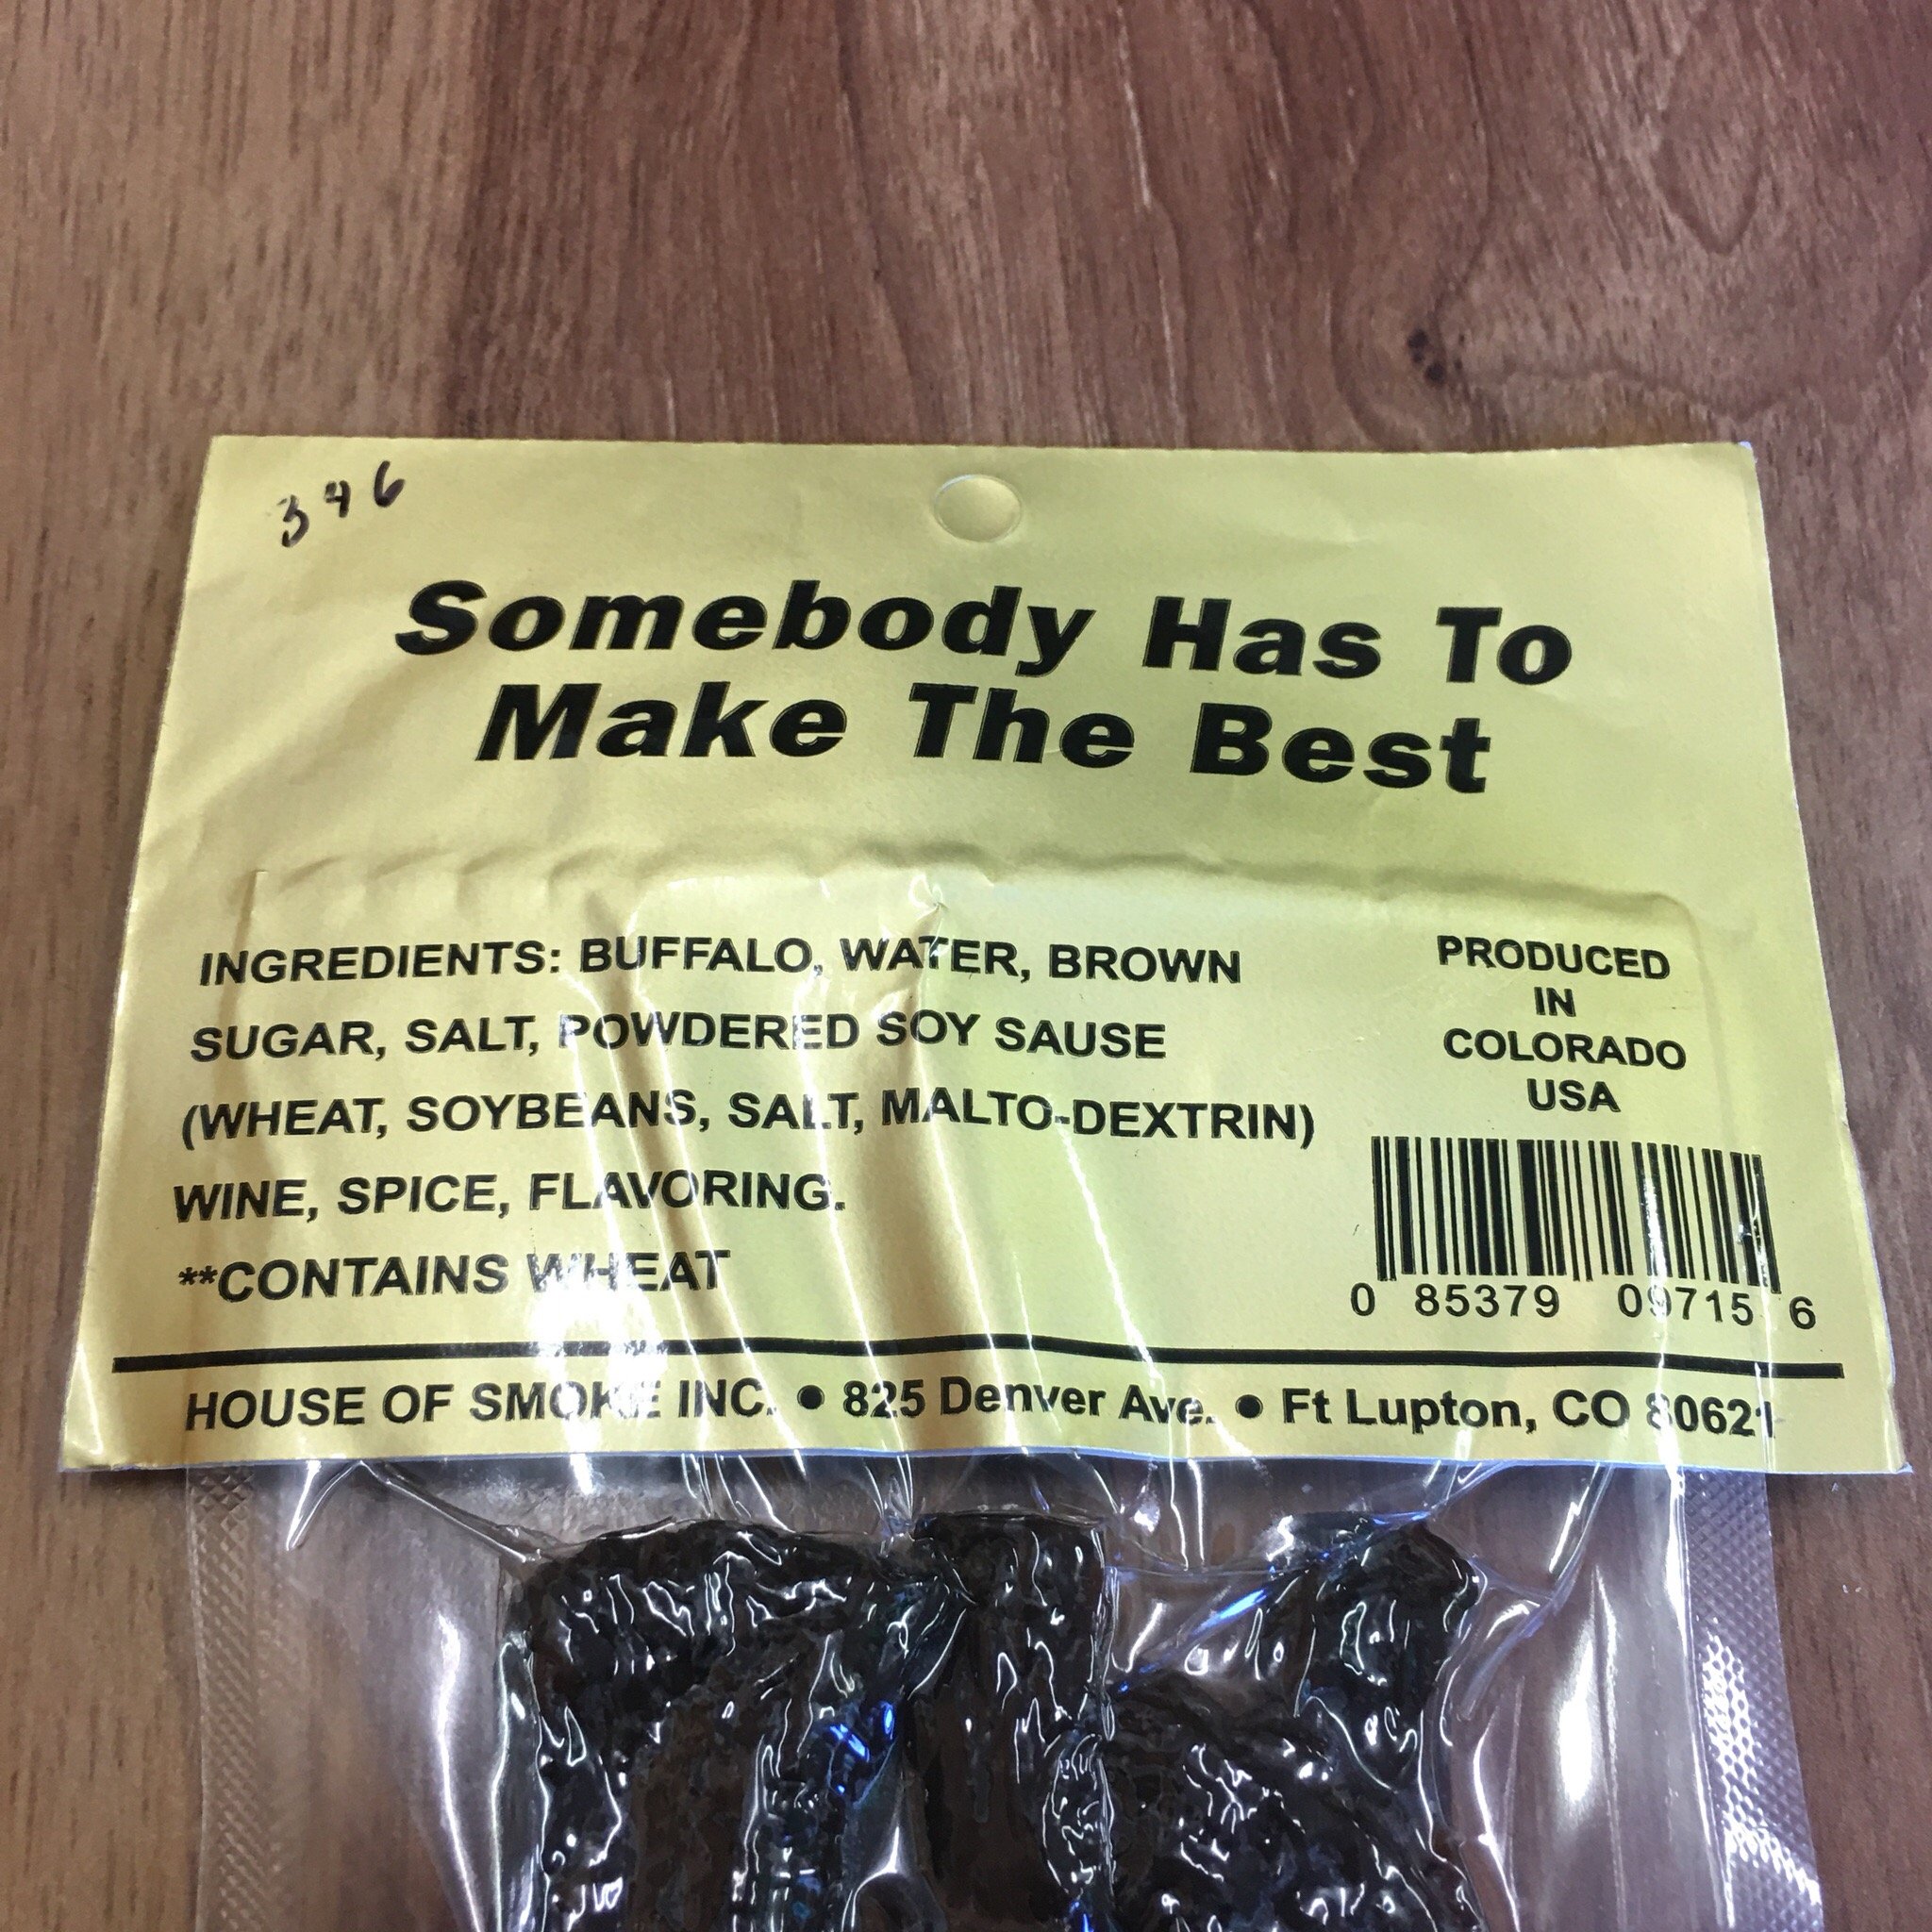 346
Somebody Has To
Make The Best
INGREDIENTS: BUFFALO, WATER, BROWN
SUGAR, SALT, POWDERED SOY SAUSE
(WHEAT, SOYBEANS, SALT, MALTO-DEXTRIN)
WINE, SPICE, FLAVORING.
**CONTAINS WHEAT
PRODUCED
IN
COLORADO
USA
0 85379 09715 6
HOUSE OF SMOKE INC. • 825 Denver Ave. • Ft Lupton, CO 80621